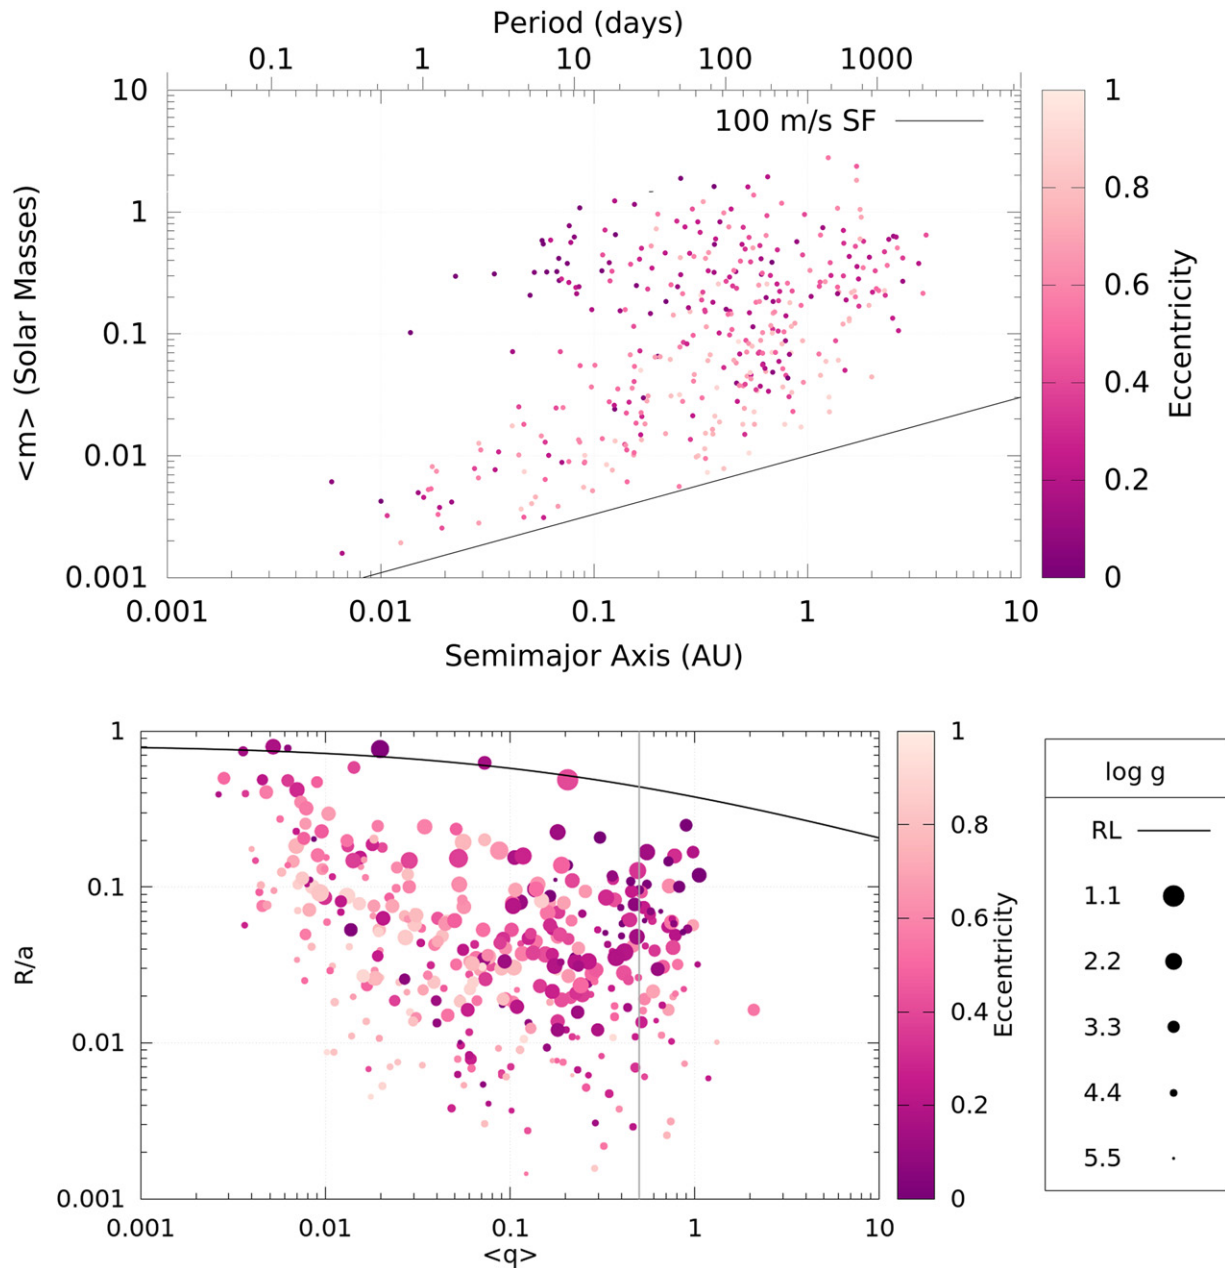 Period (days)
0.1 1 10 100 1000
10
1
0.1
0.01
0.001
<m> (Solar Masses)
100 m/s SF
1
0.8
0.6
0.4
0.2
0
Eccentricity
0.001 0.01 0.1 1 10
Semimajor Axis (AU)
1
0.1
0.01
0.001
R/a
0.001 0.01 0.1 1 10
<q>
1
0.8
0.6
0.4
0.2
0
Eccentricity
log g
RL
1.1
2.2
3.3
4.4
5.5